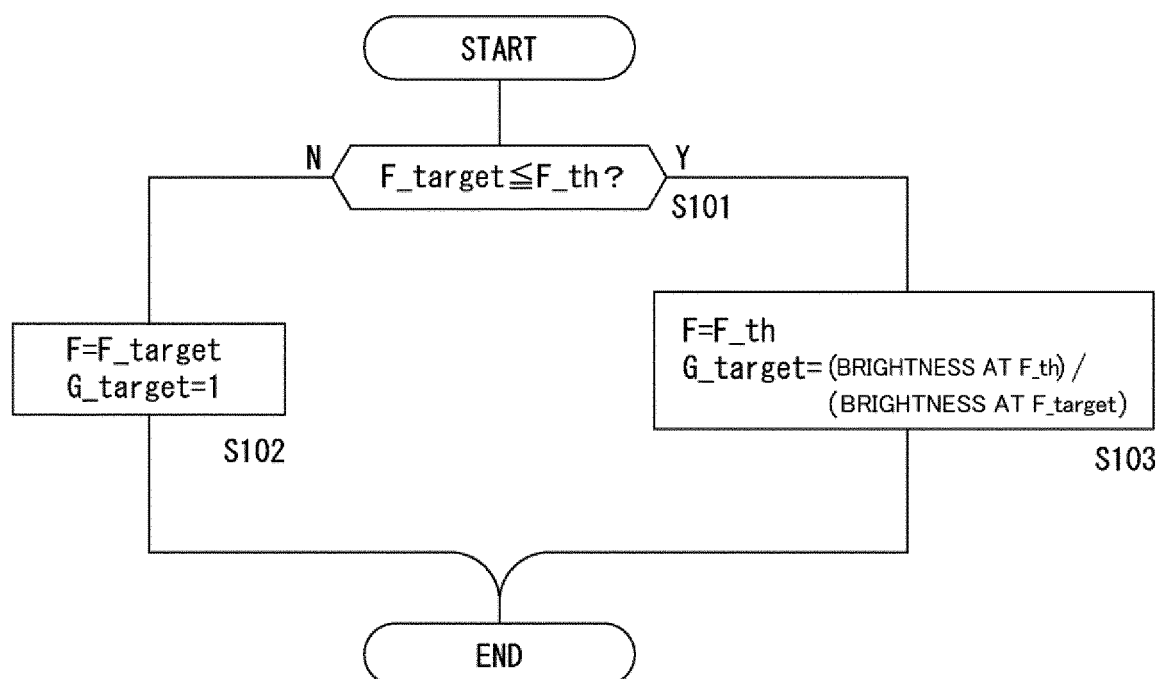 START
N
Y
F_target≦F_th?
S101
F=F_target
G_target=1
S102
F=F_th
G_target=(BRIGHTNESS AT F_th)/
(BRIGHTNESS AT F_target)
S103
END